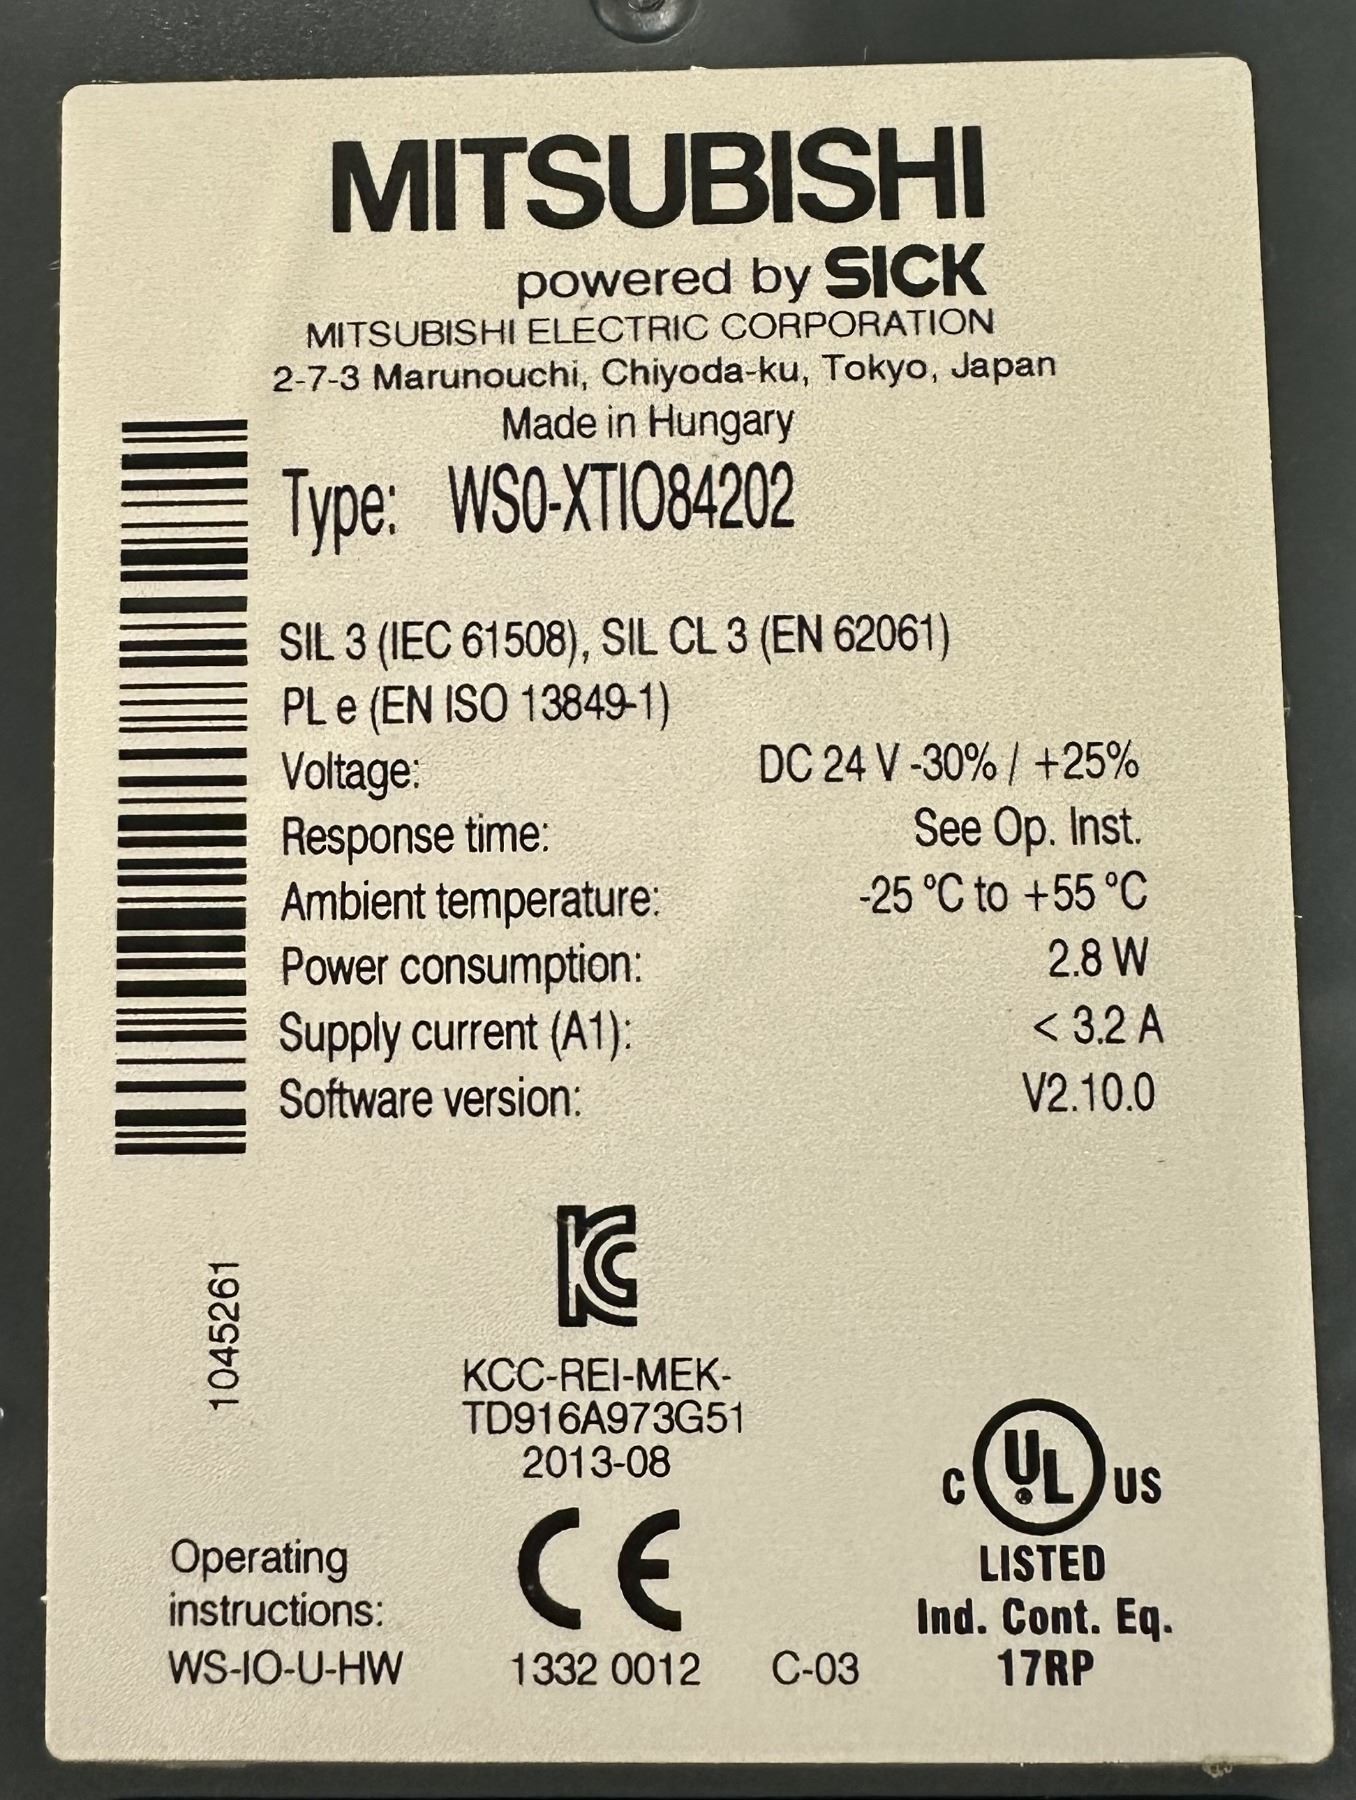 MITSUBISHI
powered by SICK
MITSUBISHI ELECTRIC CORPORATION
2-7-3 Marunouchi, Chiyoda-ku, Tokyo, Japan
Made in Hungary
Type: WS0-XTIO84202
SIL 3 (IEC 61508), SIL CL 3 (EN 62061)
PL e (EN ISO 13849-1)
Voltage: DC 24 V -30% / +25%
Response time: See Op. Inst.
Ambient temperature: -25 °C to +55 °C
Power consumption: 2.8 W
Supply current (A1): < 3.2 A
Software version: V2.10.0
1045261
KC
KCC-REI-MEK-
TD916A973G51
2013-08
C UL US
LISTED
Ind. Cont. Eq.
17RP
CE
Operating
instructions:
WS-IO-U-HW
1332 0012 C-03